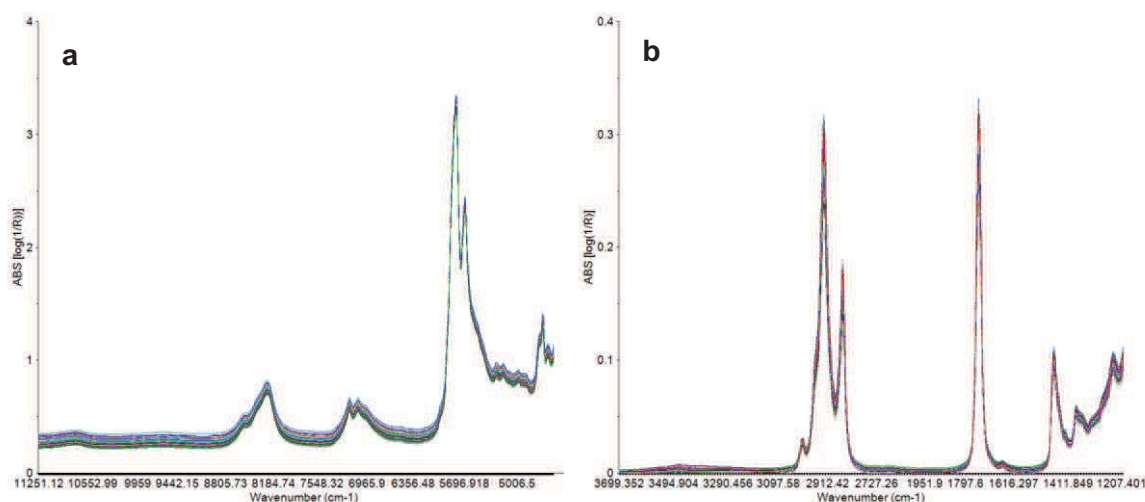 a
ABS [log(1/R))]
4
3
2
1
0
11251.12 10552.99 9959 9442.15 8805.73 8184.74 7548.32 6965.9 6356.48 5696.918 5006.5
Wavenumber (cm-1)
b
ABS [log(1/R)]
0.4
0.3
0.2
0.1
0
3699.352 3494.904 3290.456 3097.58 2912.42 2727.26 1951.9 1797.6 1616.297 1411.849 1207.401
Wavenumber (cm-1)